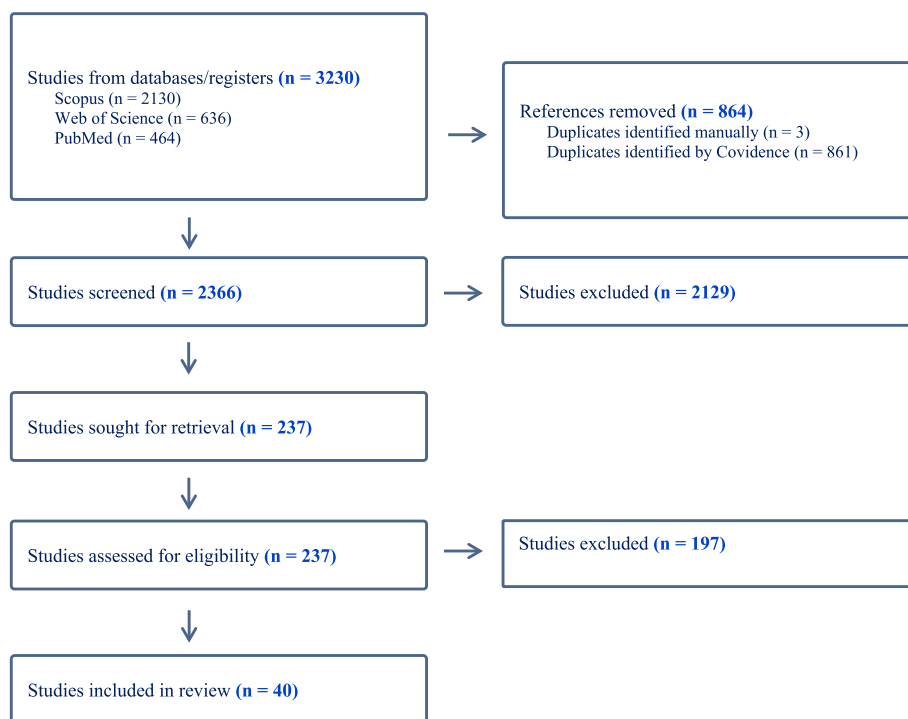 Studies from databases/registers (n = 3230)
Scopus (n = 2130)
Web of Science (n = 636)
PubMed (n = 464)
References removed (n = 864)
Duplicates identified manually (n = 3)
Duplicates identified by Covidence (n = 861)
Studies screened (n = 2366)
Studies excluded (n = 2129)
Studies sought for retrieval (n = 237)
Studies assessed for eligibility (n = 237)
Studies excluded (n = 197)
Studies included in review (n = 40)